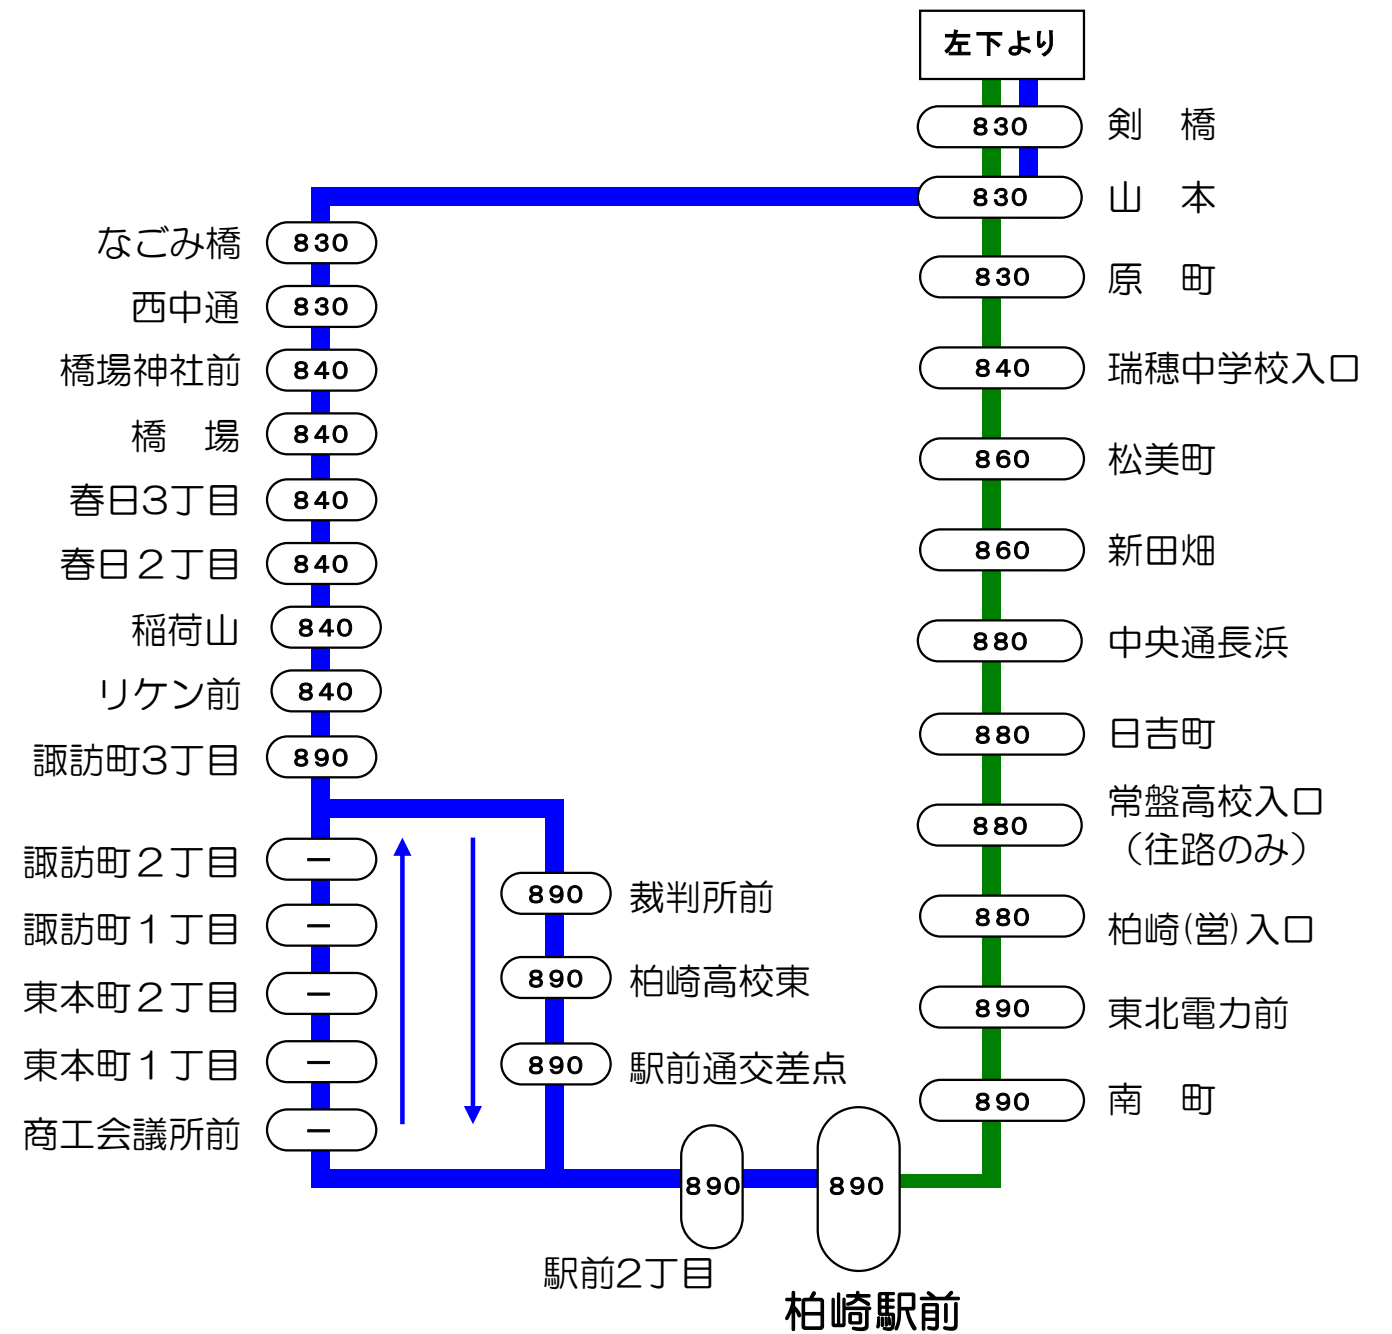 左下より
830 剣　橋
830 山　本
なごみ橋 830
830 原　町
西中通 830
橋場神社前 840
840 瑞穂中学校入口
橋　場 840
860 松美町
春日3丁目 840
春日２丁目 840
860 新田畑
稲荷山 840
880 中央通長浜
リケン前 840
諏訪町3丁目 890
880 日吉町
880 常盤高校入口
（往路のみ）
諏訪町２丁目 －
890 裁判所前
諏訪町１丁目 －
880 柏崎(営)入口
東本町２丁目 －
890 柏崎高校東
890 東北電力前
東本町１丁目 －
890 駅前通交差点
890 南　町
商工会議所前 －
890
890
駅前2丁目
柏崎駅前